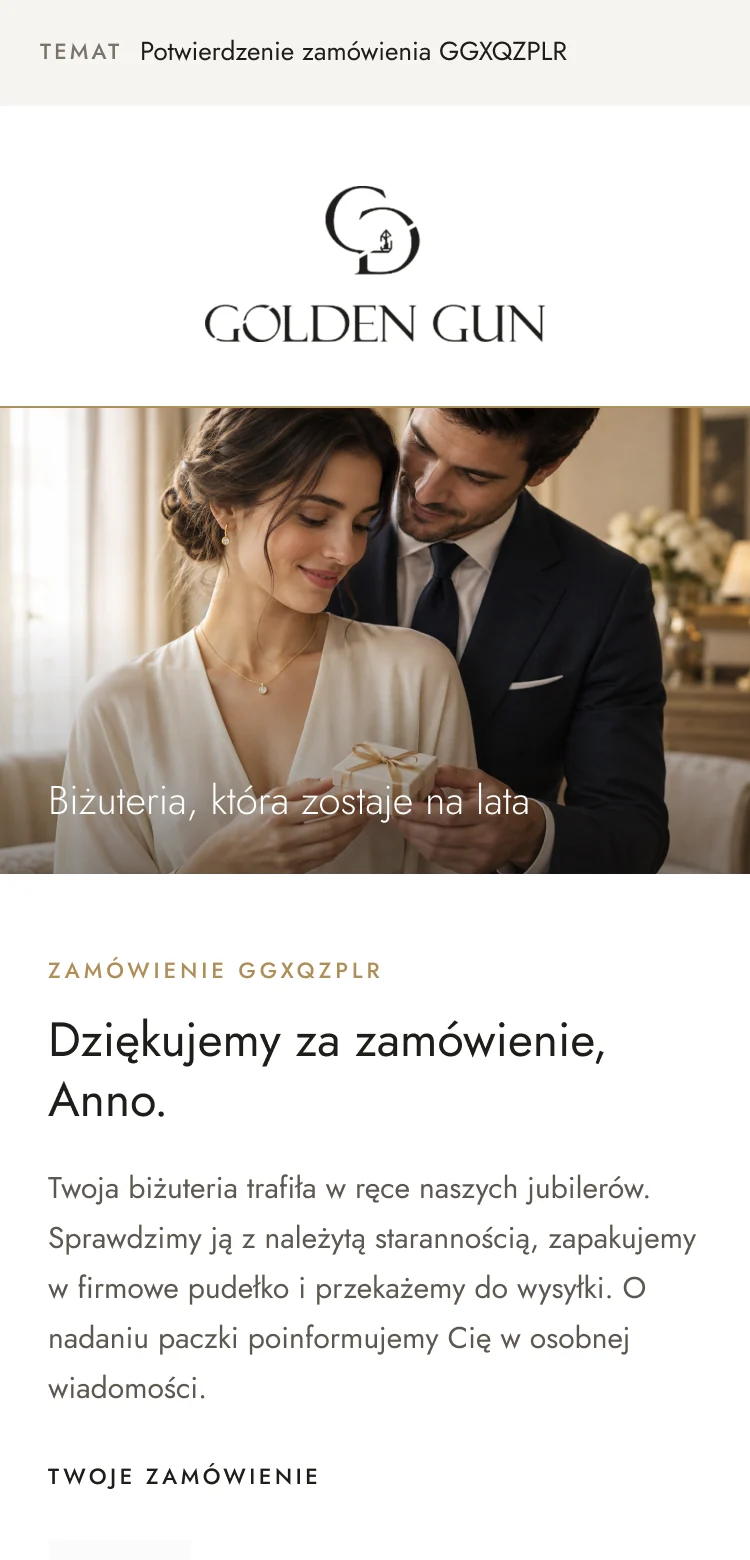 TEMAT Potwierdzenie zamówienia GGXQZPLR
GOLDEN GUN
Biżuteria, która zostaje na lata
ZAMÓWIENIE GGXQZPLR
Dziękujemy za zamówienie,
Anno.
Twoja biżuteria trafiła w ręce naszych jubilerów.
Sprawdzimy ją z należytą starannością, zapakujemy
w firmowe pudełko i przekażemy do wysyłki. O
nadaniu paczki poinformujemy Cię w osobnej
wiadomości.
TWOJE ZAMÓWIENIE